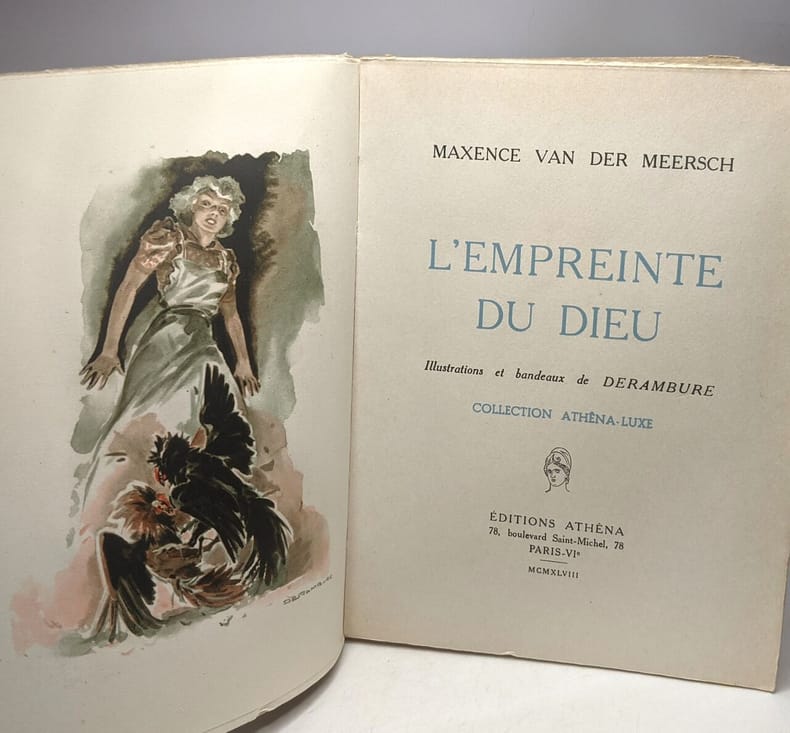 DERAMBURE
MAXENCE VAN DER MEERSCH
L'EMPREINTE
DU DIEU
Illustrations et bandeaux de DERAMBURE
COLLECTION ATHÊNA-LUXE
ÉDITIONS ATHÊNA
78, boulevard Saint-Michel, 78
PARIS-VIᵉ
MCMXLVIII